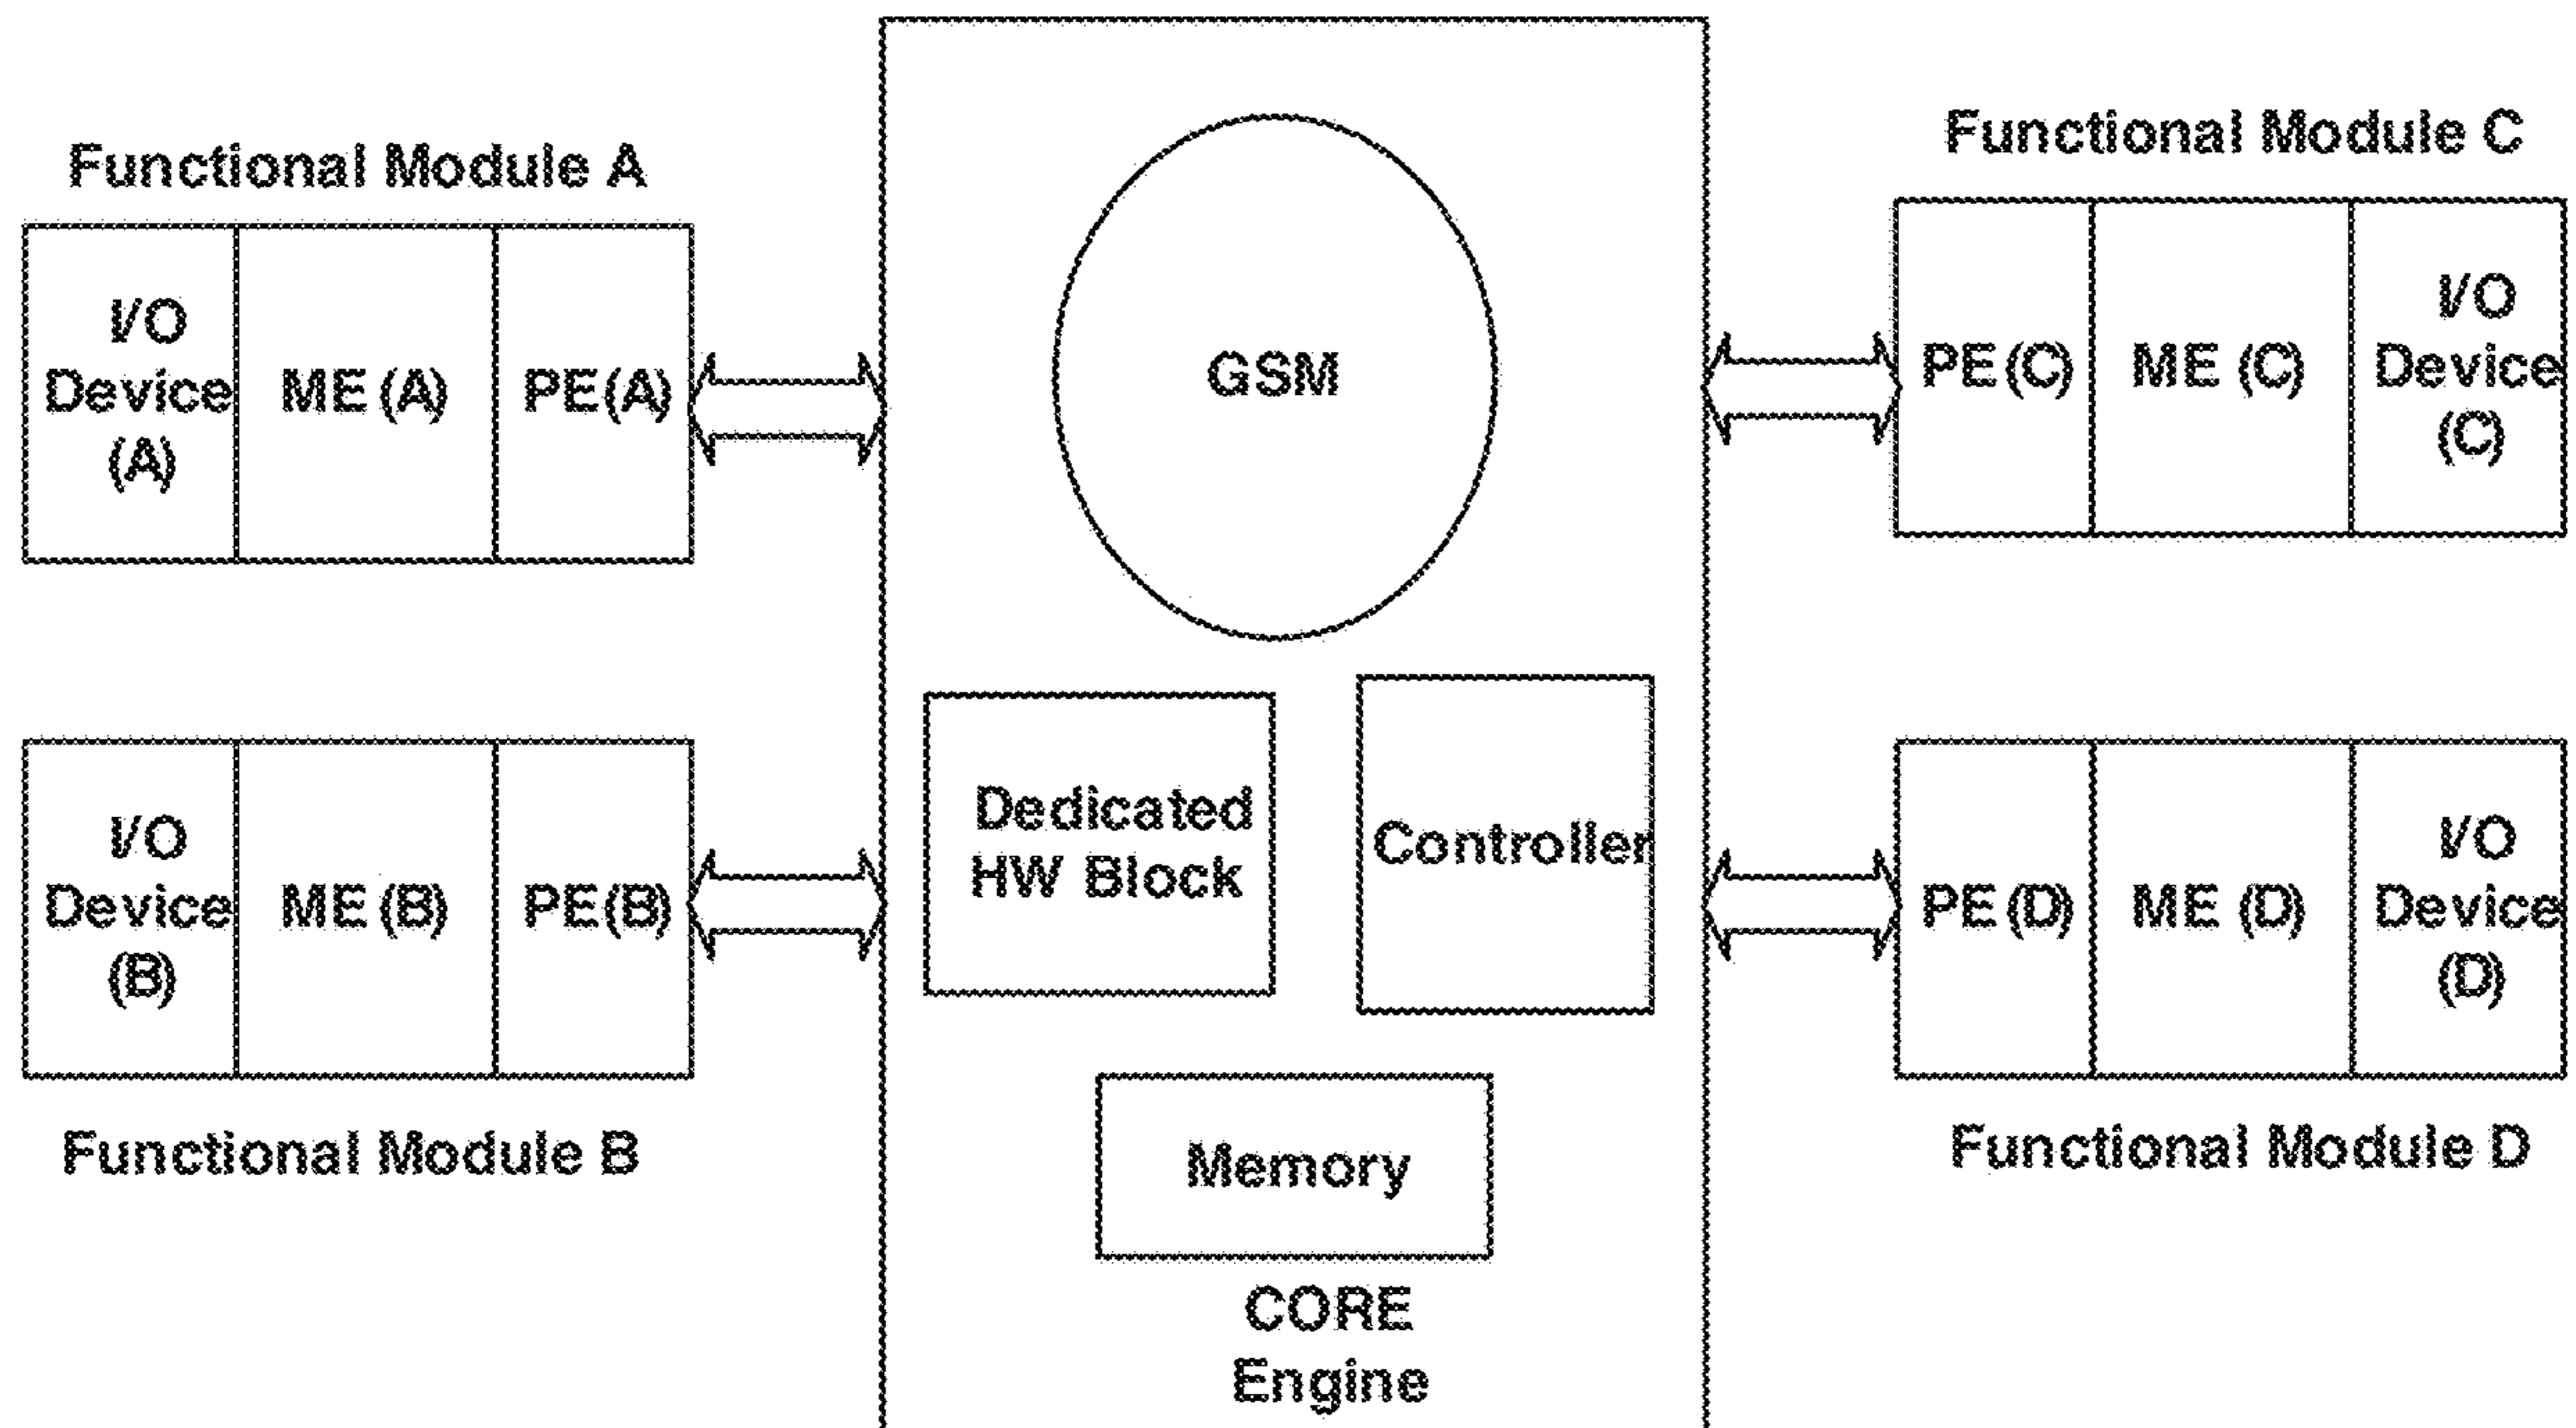 Functional Module A
I/O
Device
(A)
ME (A)
PE(A)
I/O
Device
(B)
ME (B)
PE(B)
Functional Module B
GSM
Dedicated
HW Block
Controller
Memory
CORE
Engine
Functional Module C
PE(C)
ME (C)
I/O
Device
(C)
PE(D)
ME (D)
I/O
Device
(D)
Functional Module D